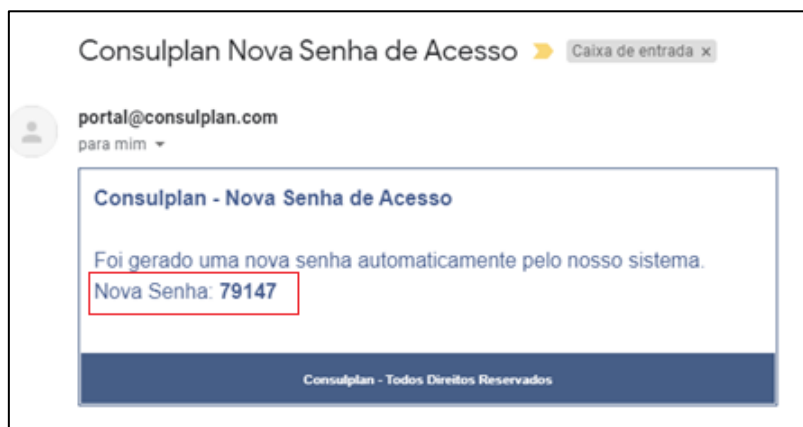 Consulplan Nova Senha de Acesso Caixa de entrada x
portal@consulplan.com
para mim
Consulplan - Nova Senha de Acesso
Foi gerado uma nova senha automaticamente pelo nosso sistema.
Nova Senha: 79147
Consulplan - Todos Direitos Reservados